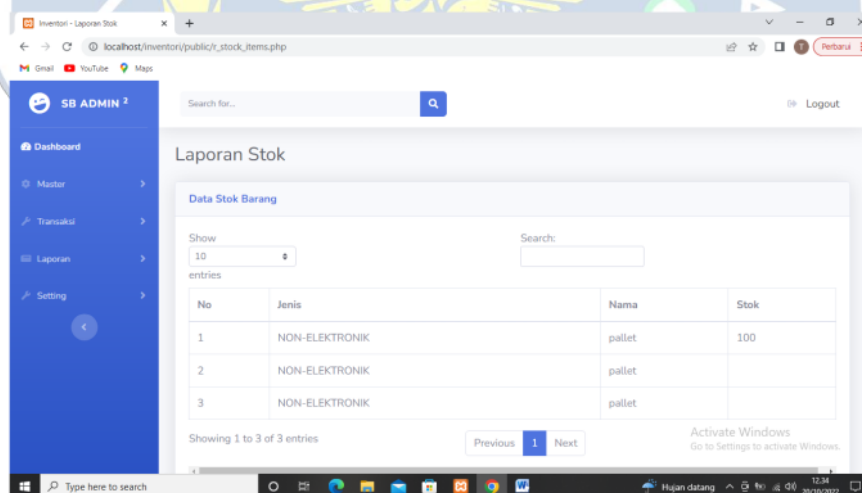 Inventori - Laporan Stok
localhost/inventori/public/r_stock_items.php
T
Perbarui
Gmail YouTube Maps
SB ADMIN 2
Search for...
Logout
Dashboard
Laporan Stok
Master
Data Stok Barang
Transaksi
Show Search:
10
Laporan
entries
Setting
No Jenis Nama Stok
1 NON-ELEKTRONIK pallet 100
2 NON-ELEKTRONIK pallet
3 NON-ELEKTRONIK pallet
Showing 1 to 3 of 3 entries
Previous 1 Next
Activate Windows
Go to Settings to activate Windows.
Type here to search
Hujan datang
12.34
30/10/2022